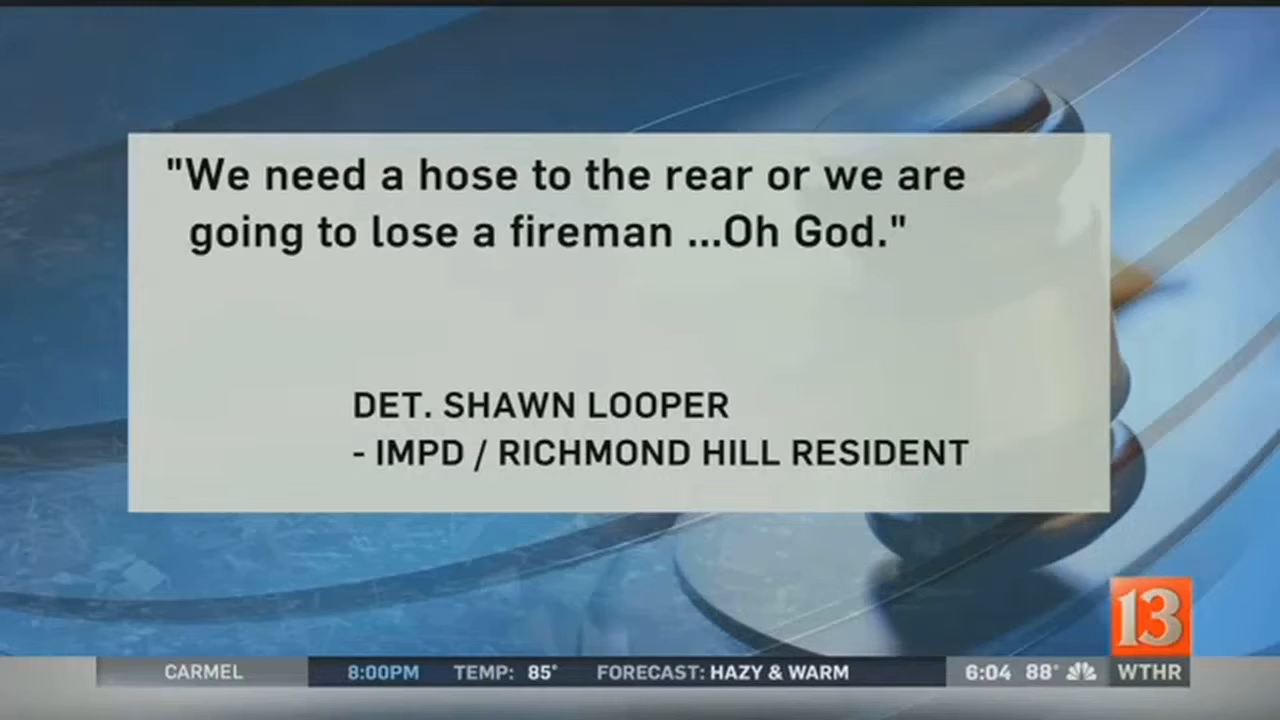 "We need a hose to the rear or we are
going to lose a fireman ...Oh God."
DET. SHAWN LOOPER
- IMPD / RICHMOND HILL RESIDENT
13
CARMEL 8:00PM TEMP: 85° FORECAST: HAZY & WARM 6:04 88° WTHR